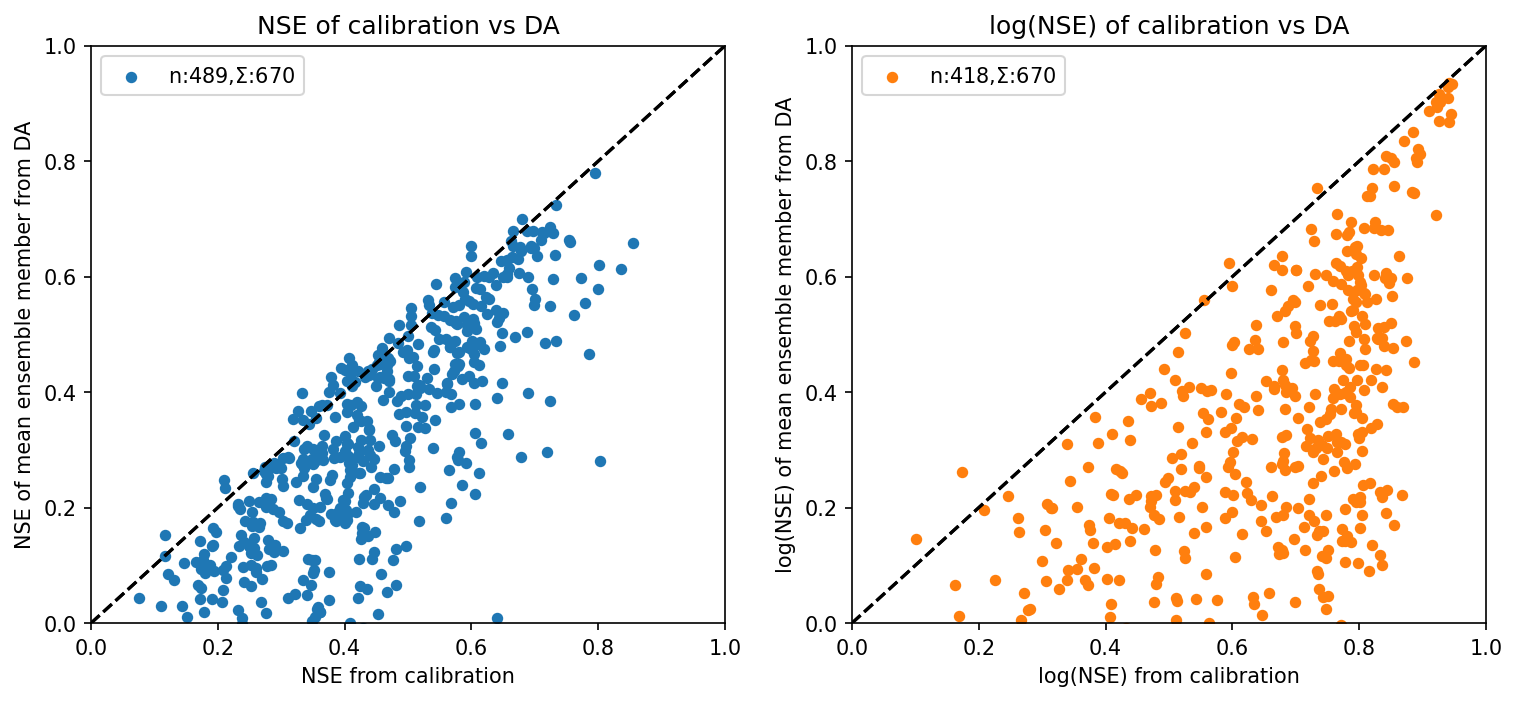 NSE of calibration vs DA
n:489,Σ:670
NSE of mean ensemble member from DA
1.0
0.8
0.6
0.4
0.2
0.0
0.0 0.2 0.4 0.6 0.8 1.0
NSE from calibration
log(NSE) of calibration vs DA
n:418,Σ:670
log(NSE) of mean ensemble member from DA
1.0
0.8
0.6
0.4
0.2
0.0
0.0 0.2 0.4 0.6 0.8 1.0
log(NSE) from calibration